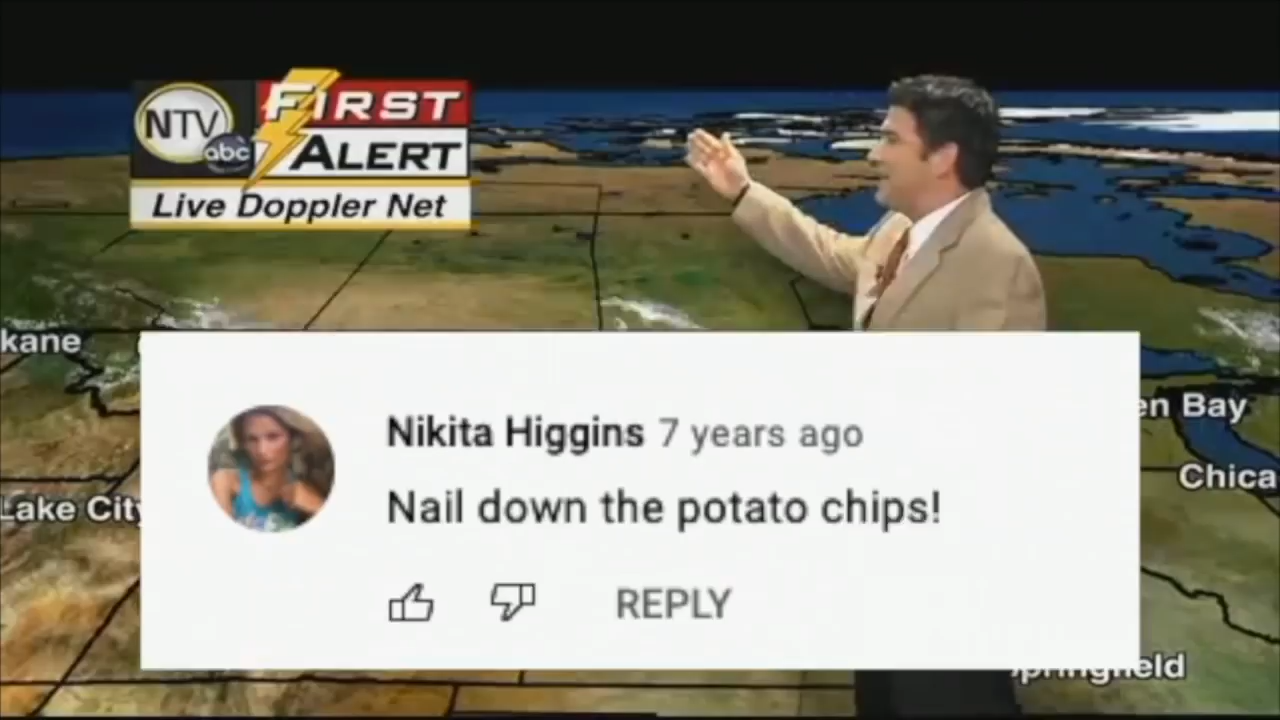 NTV
abc
FIRST
ALERT
Live Doppler Net
kane
Nikita Higgins 7 years ago
en Bay
Chica
Nail down the potato chips!
Lake City
REPLY